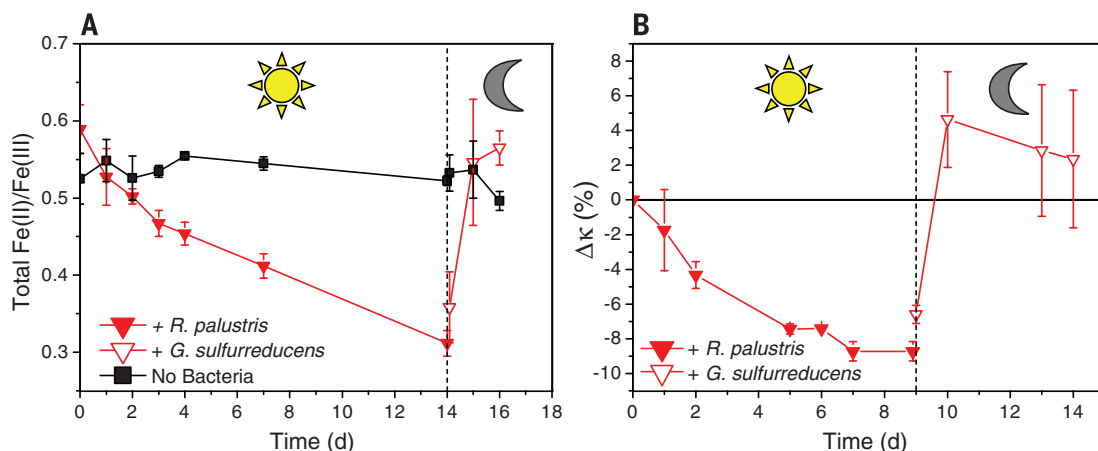 A
Total Fe(II)/Fe(III)
0.7
0.6
0.5
0.4
0.3
+ R. palustris
+ G. sulfurreducens
No Bacteria
0 2 4 6 8 10 12 14 16 18
Time (d)
B
Δκ (%)
8
6
4
2
0
-2
-4
-6
-8
-10
+ R. palustris
+ G. sulfurreducens
0 2 4 6 8 10 12 14
Time (d)